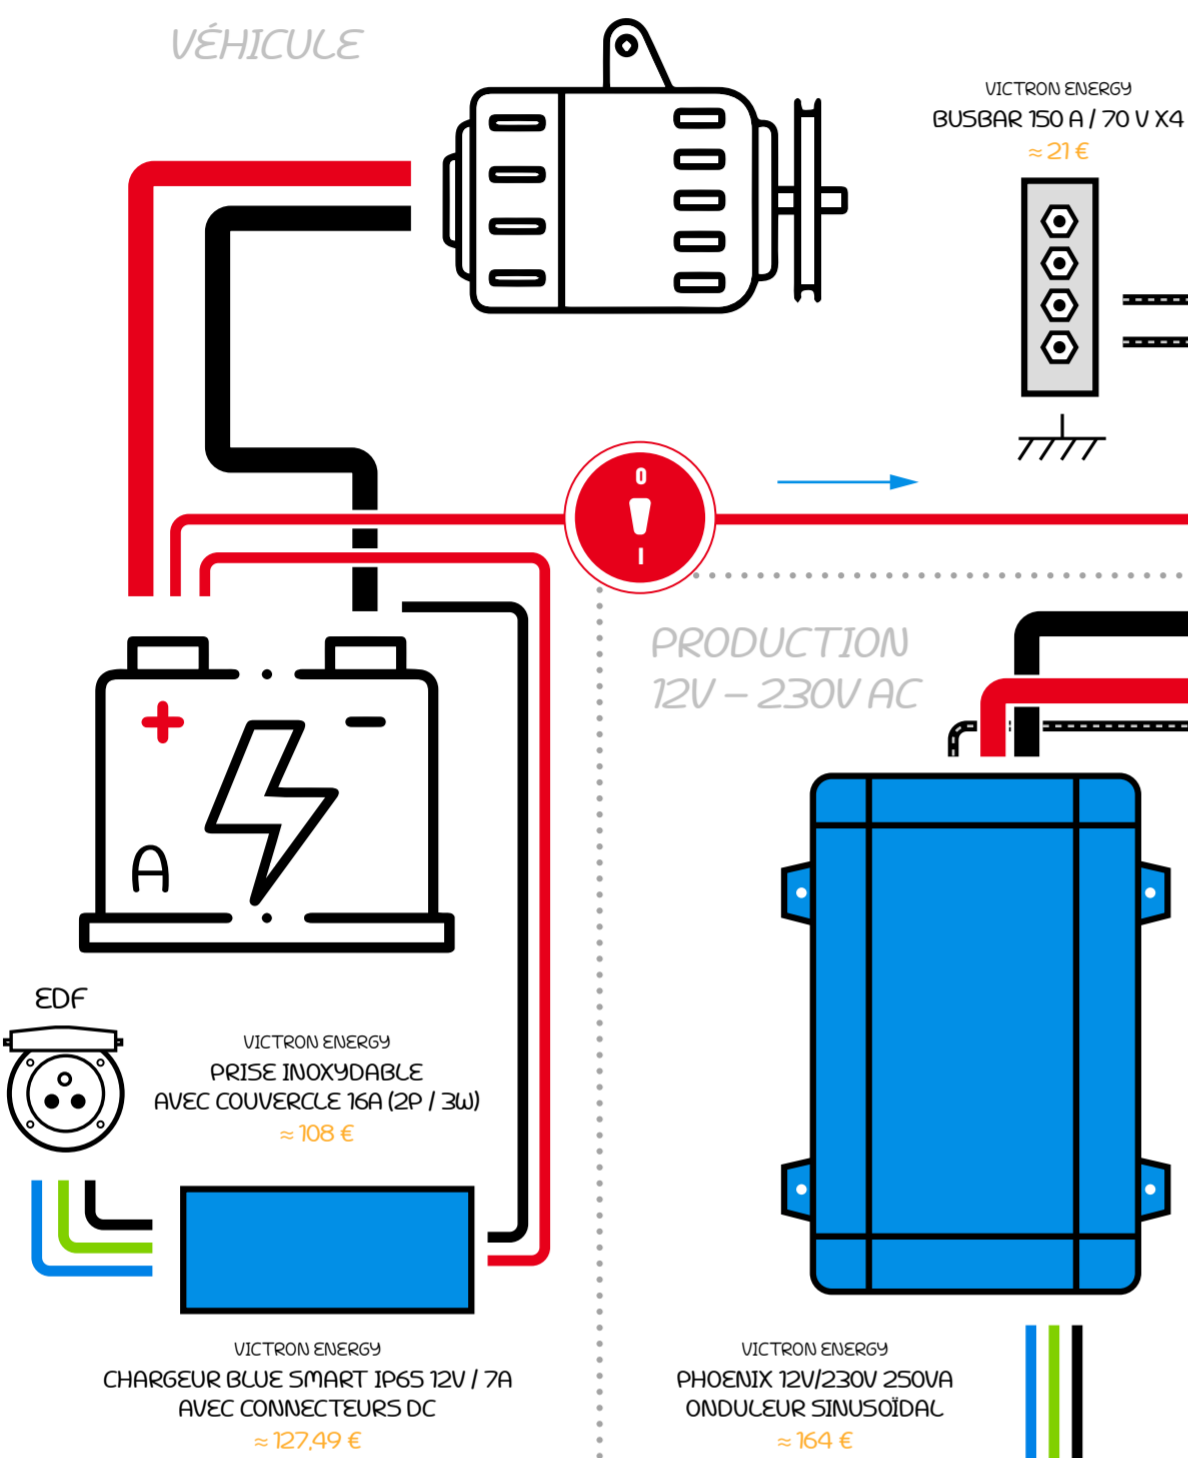 VÉHICULE
VICTRON ENERGY
BUSBAR 150 A / 70 V X4
≈ 21 €
O
I
PRODUCTION
12V – 230V AC
+
–
A
EDF
VICTRON ENERGY
PRISE INOXYDABLE
AVEC COUVERCLE 16A (2P / 3W)
≈ 108 €
VICTRON ENERGY
CHARGEUR BLUE SMART IP65 12V / 7A
AVEC CONNECTEURS DC
≈ 127,49 €
VICTRON ENERGY
PHOENIX 12V/230V 250VA
ONDULEUR SINUSOÏDAL
≈ 164 €